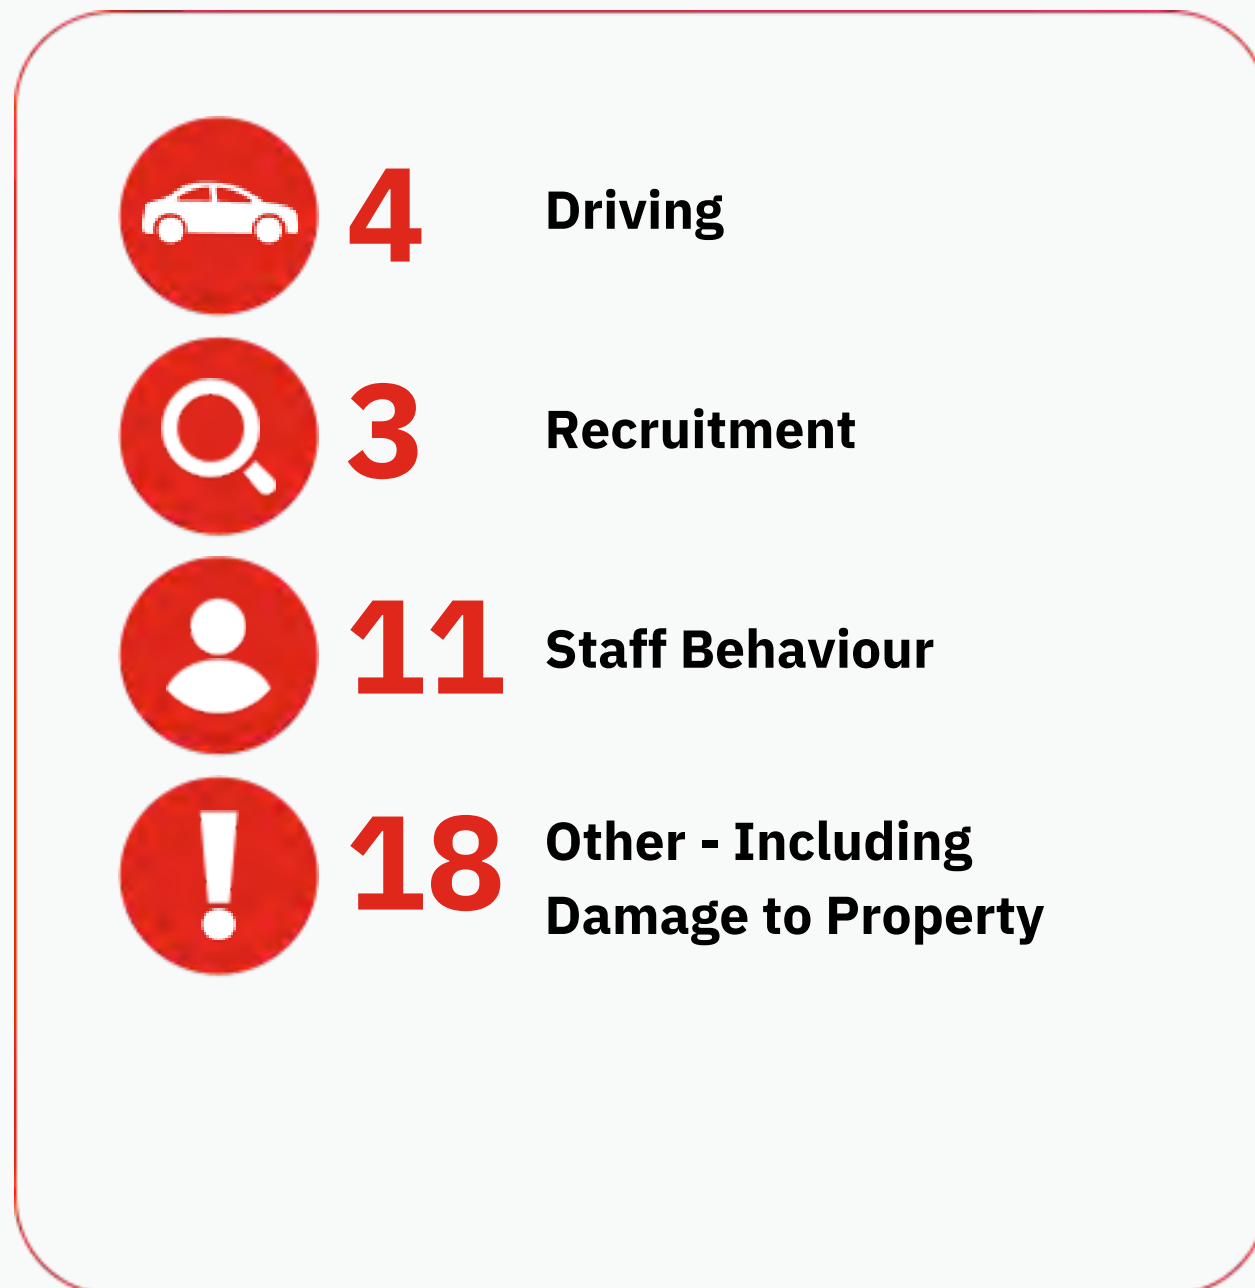 4 Driving
3 Recruitment
11 Staff Behaviour
18 Other - Including
Damage to Property